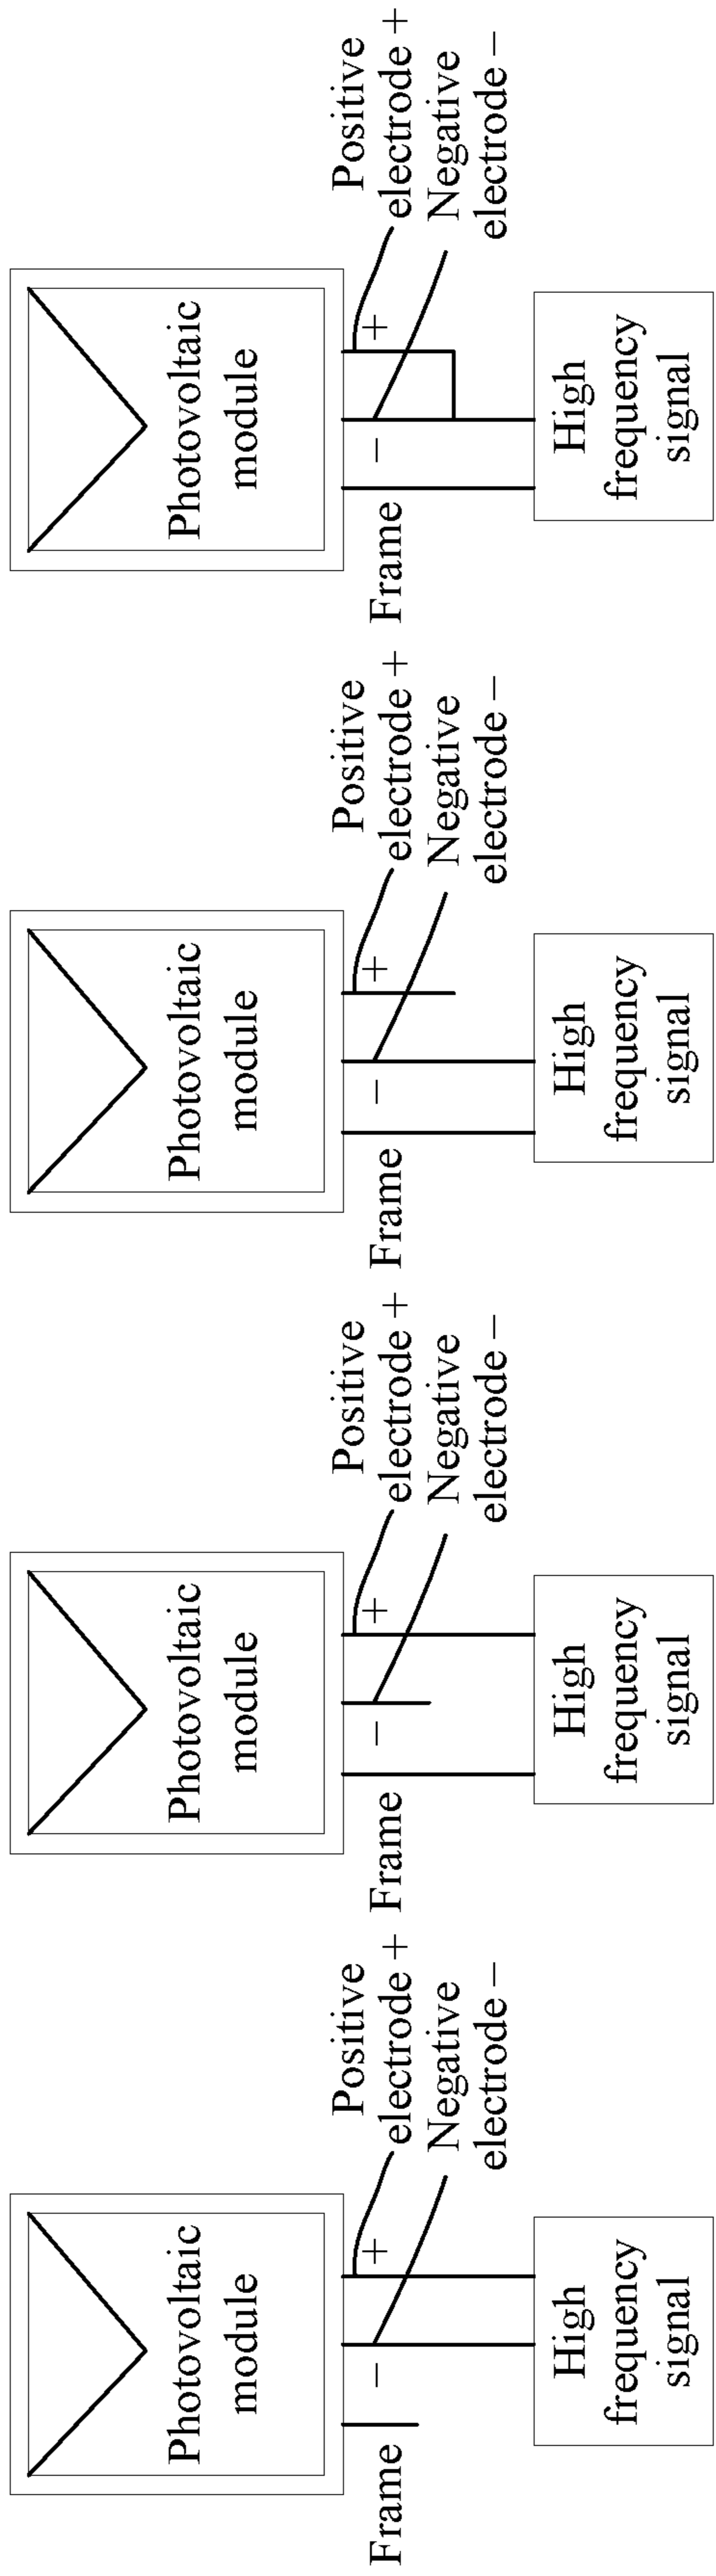 Photovoltaic
module
Frame
−
+
Positive
electrode +
Negative
electrode −
High
frequency
signal
Photovoltaic
module
Frame
−
+
Positive
electrode +
Negative
electrode −
High
frequency
signal
Photovoltaic
module
Frame
−
+
Positive
electrode +
Negative
electrode −
High
frequency
signal
Photovoltaic
module
Frame
−
+
Positive
electrode +
Negative
electrode −
High
frequency
signal